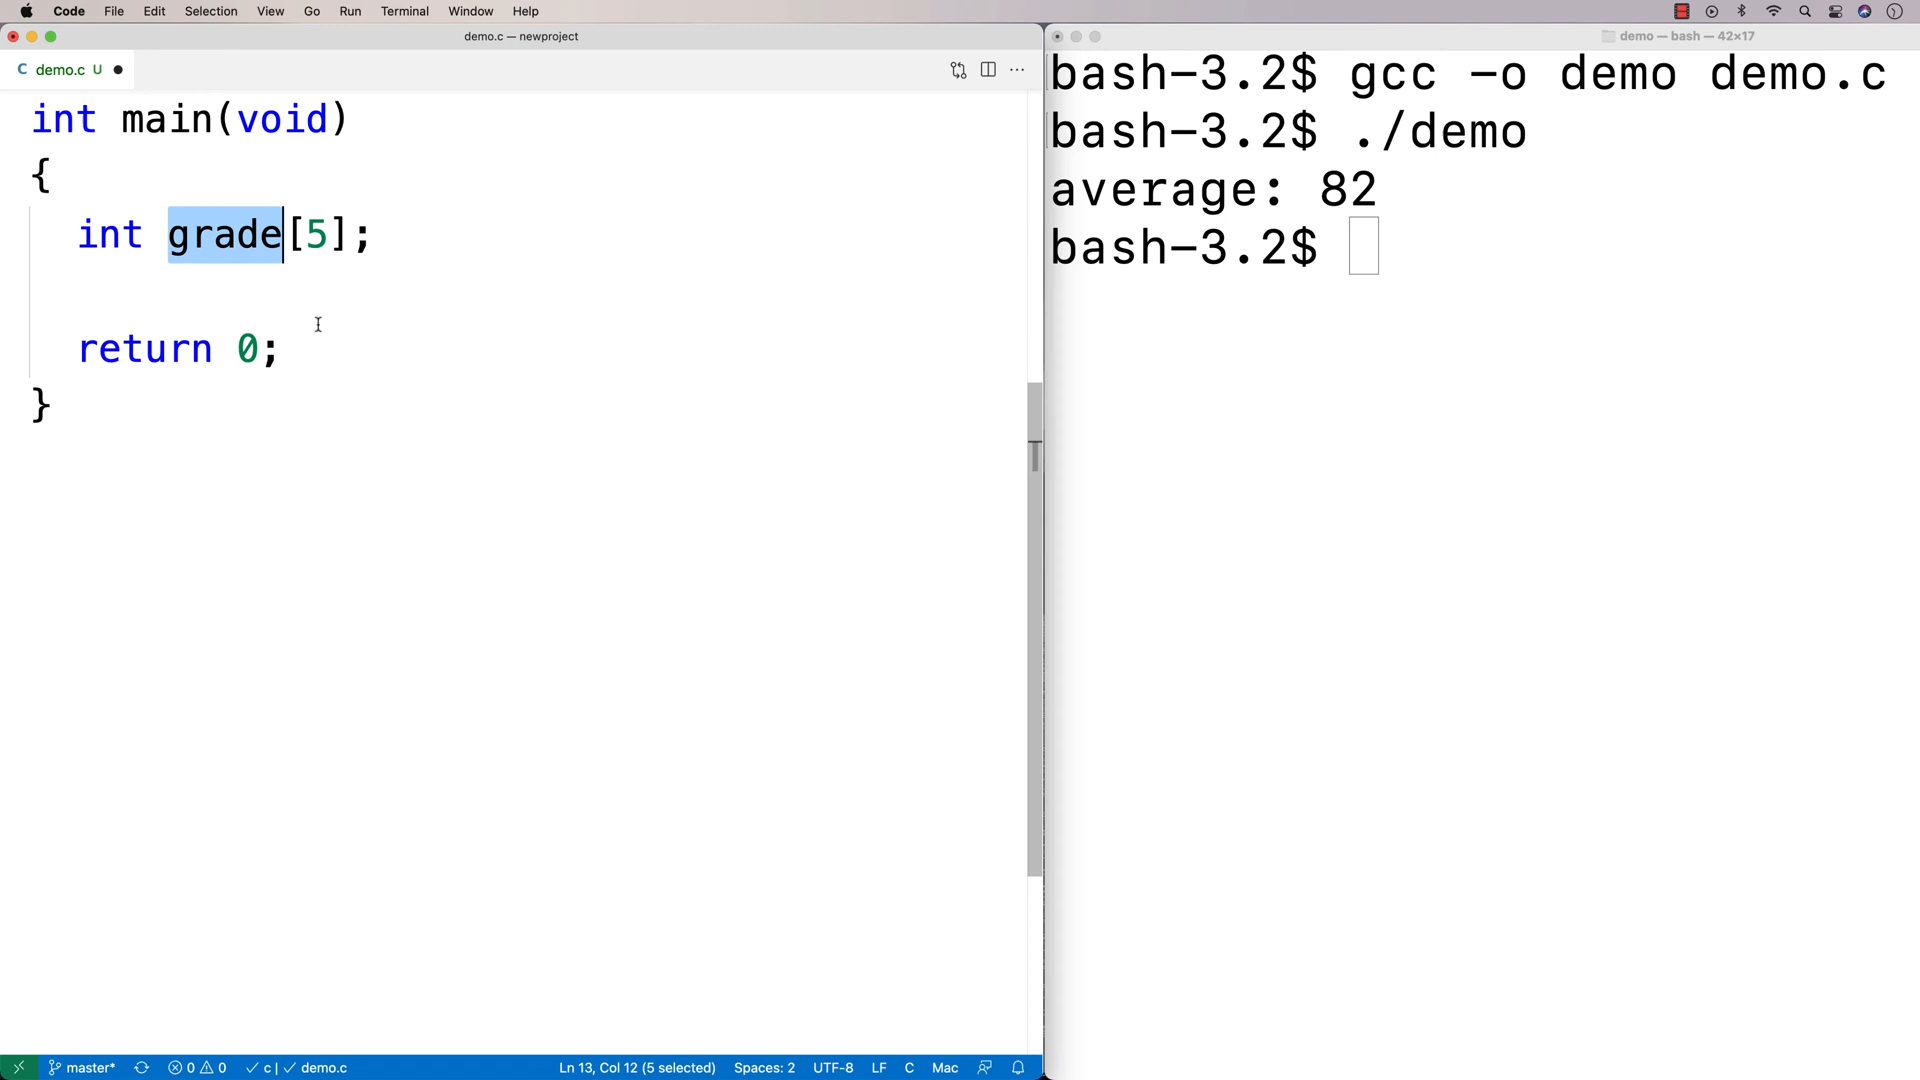 Code File Edit Selection View Go Run Terminal Window Help
demo.c — newproject
C demo.c U
int main(void)
{
int grade[5];
return 0;
}
master* 0 0 c | demo.c Ln 13, Col 12 (5 selected) Spaces: 2 UTF-8 LF C Mac
demo — bash — 42×17
bash-3.2$ gcc -o demo demo.c
bash-3.2$ ./demo
average: 82
bash-3.2$